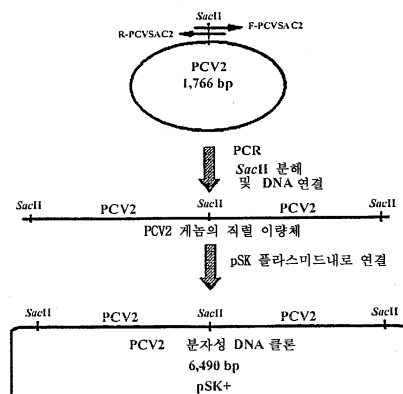 SacII
R-PCVSAC2 F-PCVSAC2
PCV2
1,766 bp
PCR
SacII 분해
및 DNA 연결
SacII PCV2 SacII PCV2 SacII
PCV2 게놈의 직렬 이량체
pSK 플라스미드내로 연결
SacII PCV2 SacII PCV2 SacII
PCV2 분자성 DNA 클론
6,490 bp
pSK+